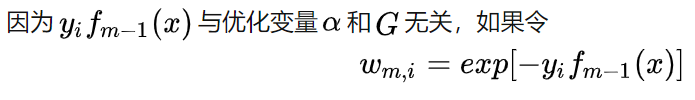 因为 $y_i f_{m-1}(x)$ 与优化变量 $\alpha$ 和 $G$ 无关，如果令
$w_{m,i} = exp[-y_i f_{m-1}(x)]$